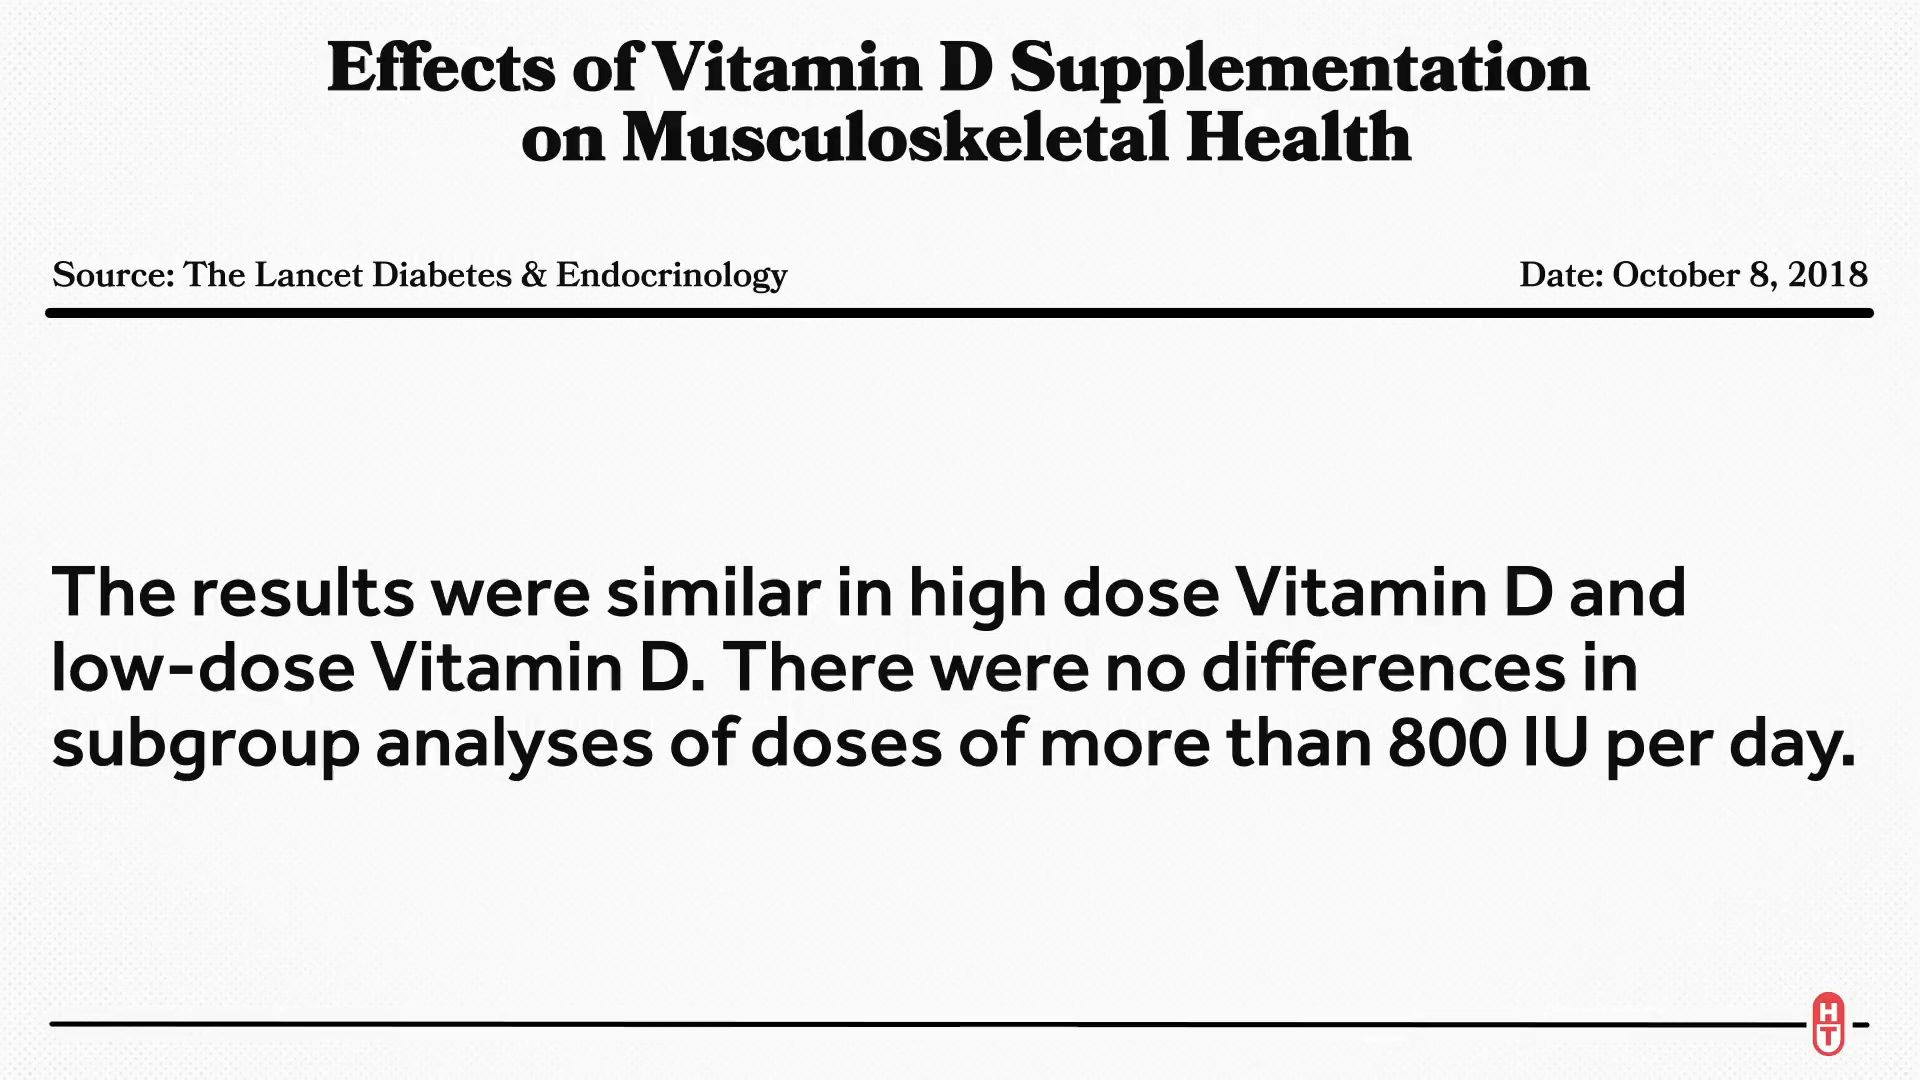 Effects of Vitamin D Supplementation
on Musculoskeletal Health
Source: The Lancet Diabetes & Endocrinology
Date: October 8, 2018
The results were similar in high dose Vitamin D and
low-dose Vitamin D. There were no differences in
subgroup analyses of doses of more than 800 IU per day.
H
T